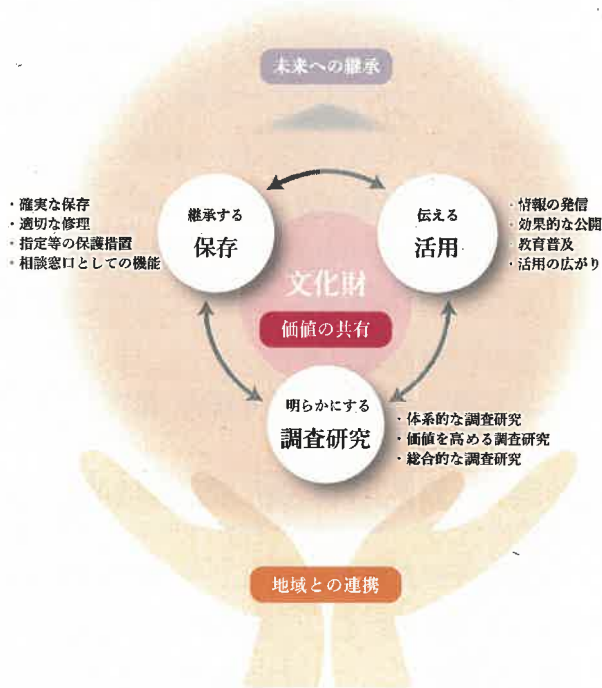 未来への継承
継承する
保存
・確実な保存
・適切な修理
・指定等の保護措置
・相談窓口としての機能
伝える
活用
・情報の発信
・効果的な公開
・教育普及
・活用の広がり
文化財
価値の共有
明らかにする
調査研究
・体系的な調査研究
・価値を高める調査研究
・総合的な調査研究
地域との連携